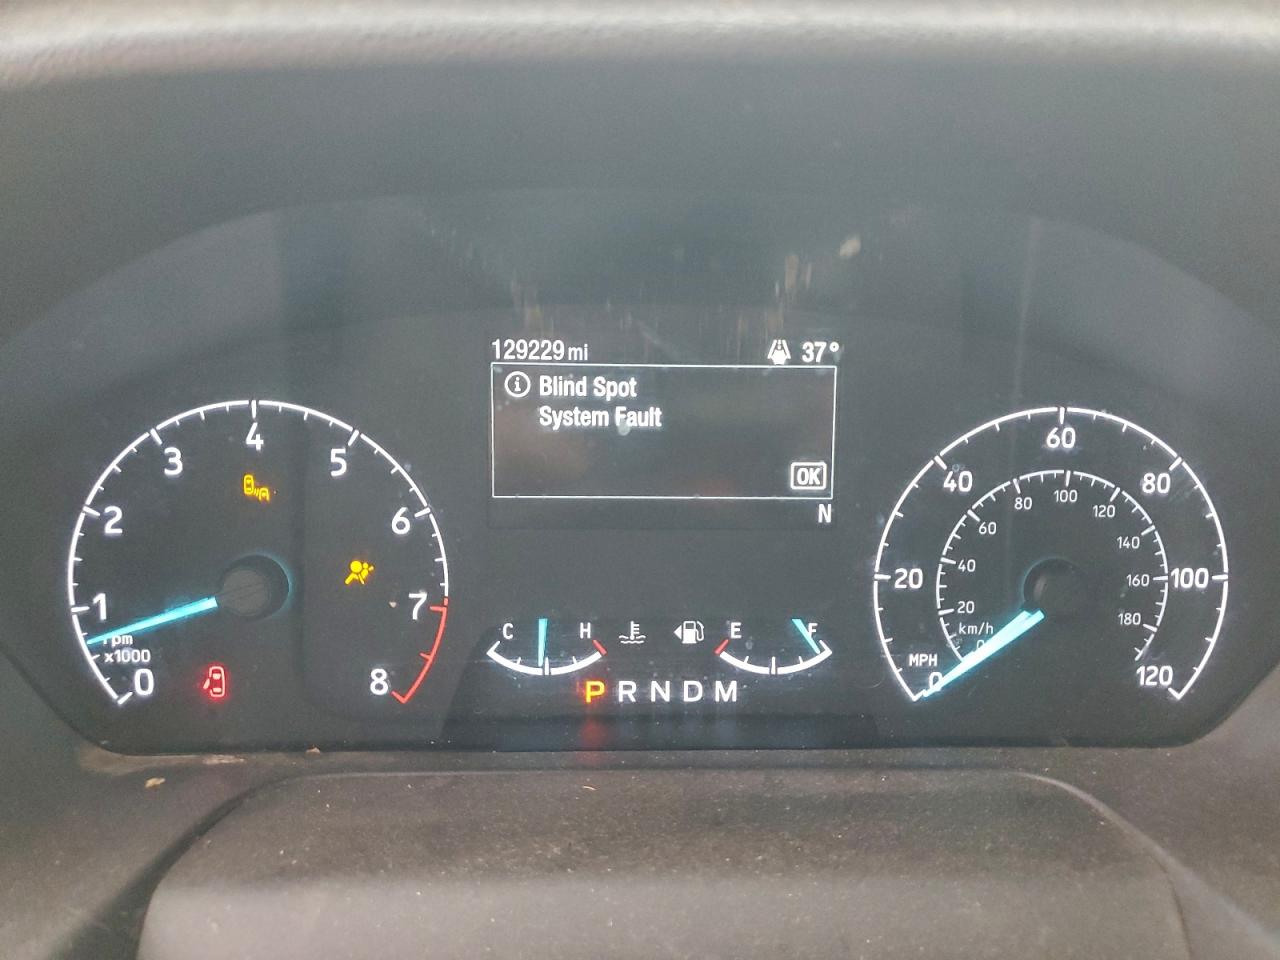 129229 mi 37°
Blind Spot
System Fault
OK
N
0 1 2 3 4 5 6 7 8
rpm
x1000
C H E F
P R N D M
0 20 40 60 80 100 120
MPH
0 20 40 60 80 100 120 140 160 180
km/h